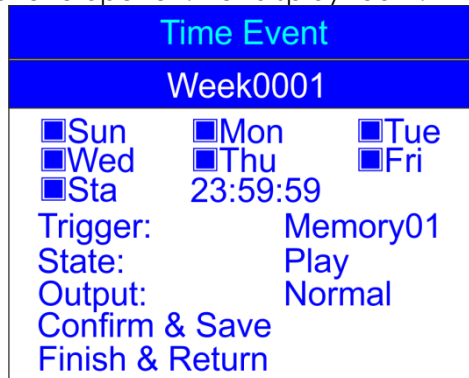 Time Event
Week0001
Sun Mon Tue
Wed Thu Fri
Sta 23:59:59
Trigger: Memory01
State: Play
Output: Normal
Confirm & Save
Finish & Return